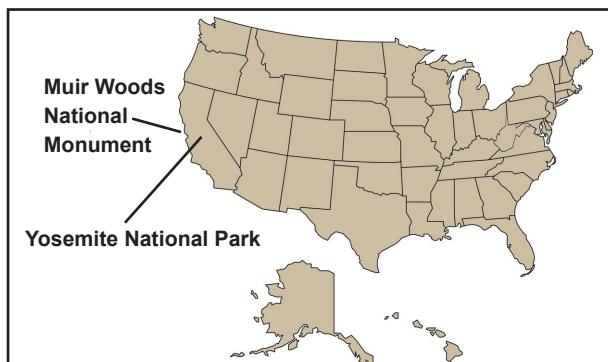 Muir Woods
National
Monument
Yosemite National Park